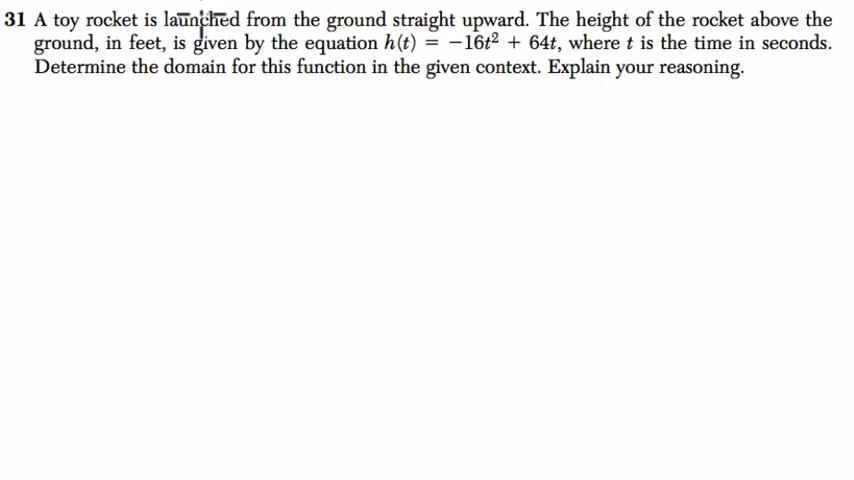 31 A toy rocket is launched from the ground straight upward. The height of the rocket above the
ground, in feet, is given by the equation h(t) = −16t² + 64t, where t is the time in seconds.
Determine the domain for this function in the given context. Explain your reasoning.